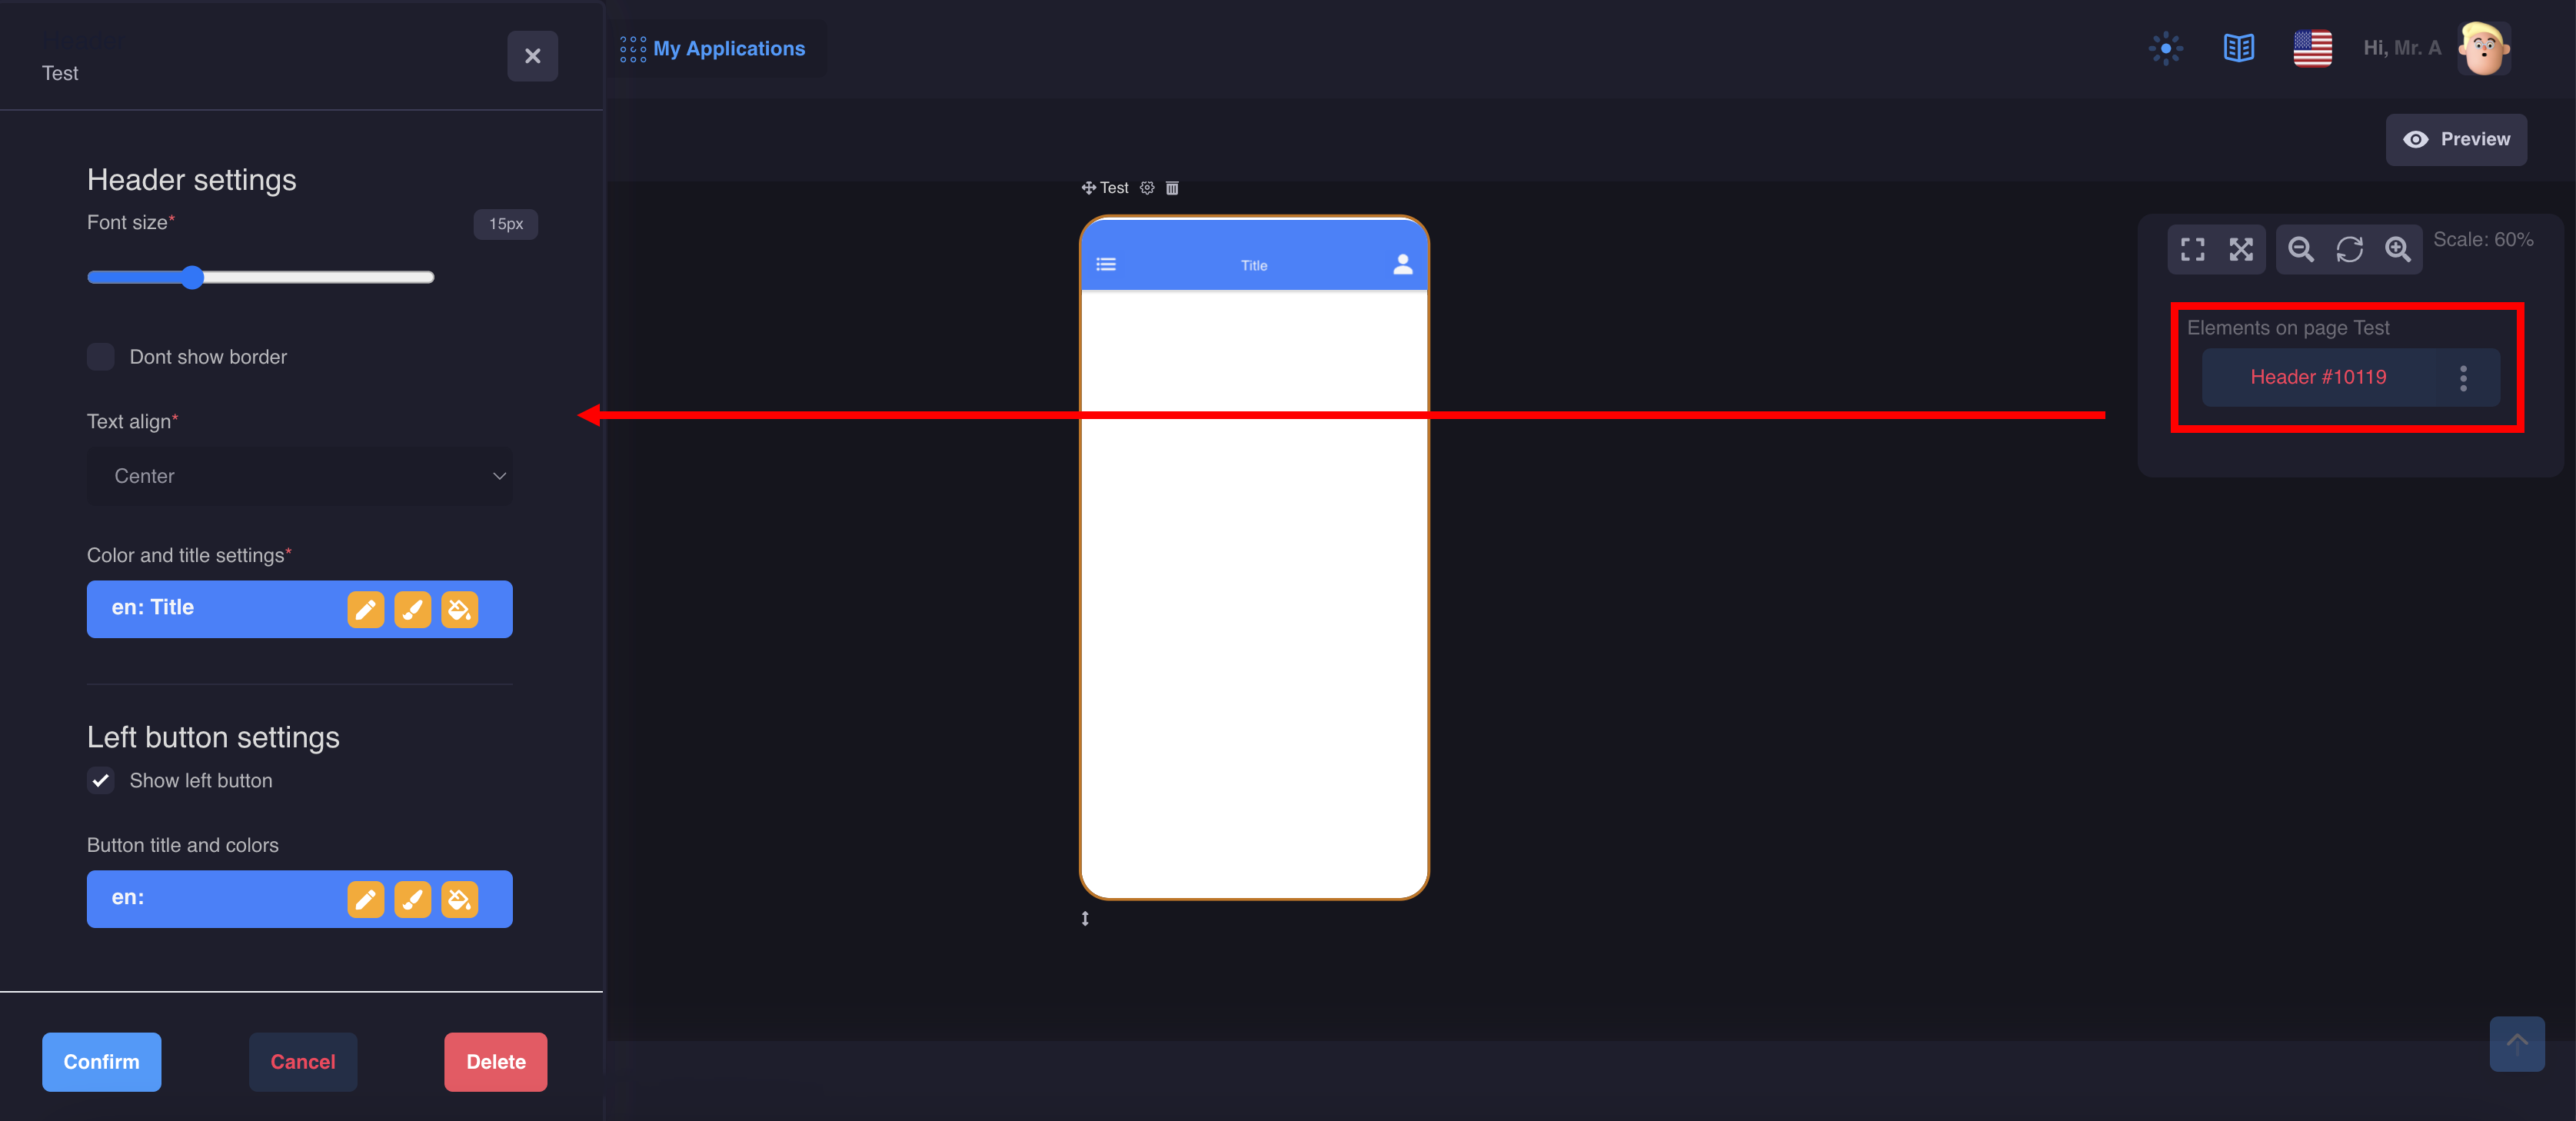 Header
Test
My Applications
Hi, Mr. A
Preview
Header settings
Font size*
15px
Dont show border
Text align*
Center
Color and title settings*
en: Title
Left button settings
Show left button
Button title and colors
en:
Confirm
Cancel
Delete
Test
Title
Scale: 60%
Elements on page Test
Header #10119